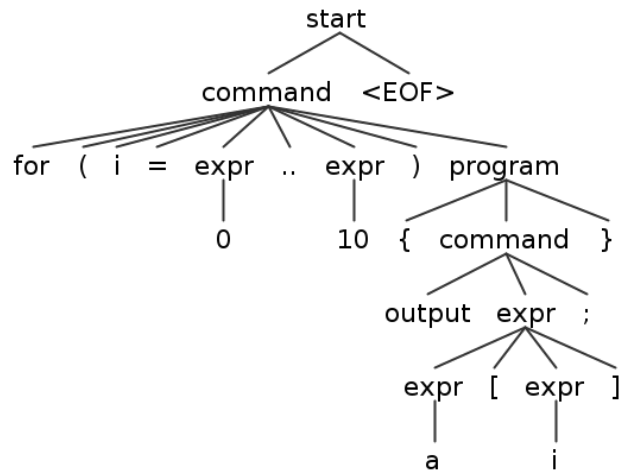 start
command <EOF>
for ( i = expr .. expr ) program
0 10 { command }
output expr ;
expr [ expr ]
a i